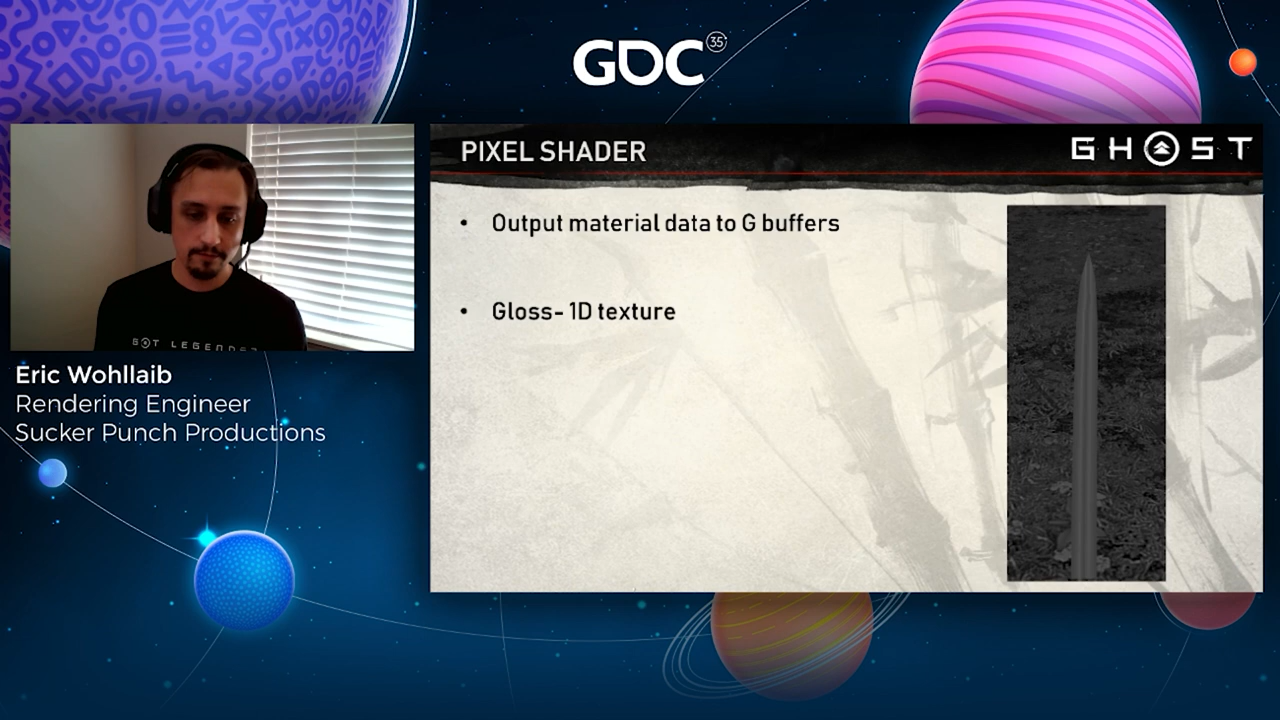 GDC 35
PIXEL SHADER
GHOST
• Output material data to G buffers
• Gloss- 1D texture
Eric Wohllaib
Rendering Engineer
Sucker Punch Productions